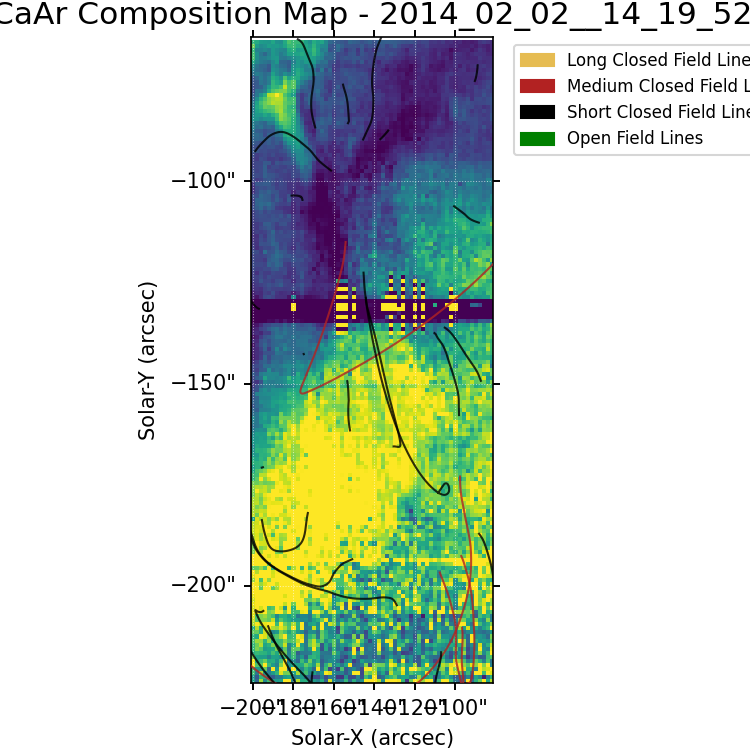 CaAr Composition Map - 2014_02_02__14_19_52
Long Closed Field Line
Medium Closed Field L
Short Closed Field Line
Open Field Lines
−100"
−150"
−200"
Solar-Y (arcsec)
−200" −180" −160" −140" −120" −100"
Solar-X (arcsec)